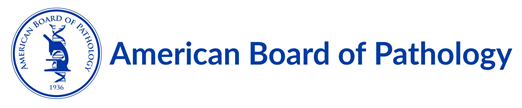 AMERICAN BOARD OF PATHOLOGY
1936
American Board of Pathology